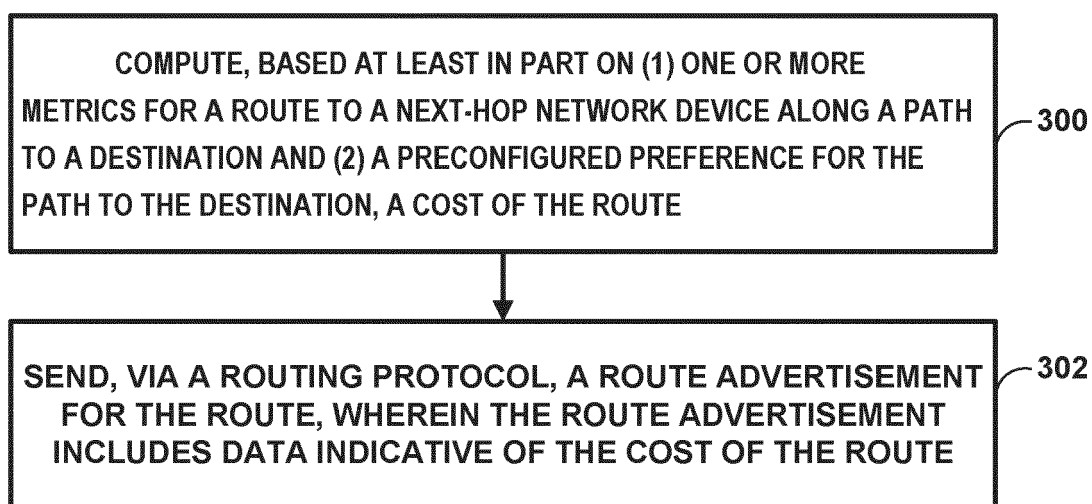 COMPUTE, BASED AT LEAST IN PART ON (1) ONE OR MORE
METRICS FOR A ROUTE TO A NEXT-HOP NETWORK DEVICE ALONG A PATH
TO A DESTINATION AND (2) A PRECONFIGURED PREFERENCE FOR THE
PATH TO THE DESTINATION, A COST OF THE ROUTE
300
SEND, VIA A ROUTING PROTOCOL, A ROUTE ADVERTISEMENT
FOR THE ROUTE, WHEREIN THE ROUTE ADVERTISEMENT
INCLUDES DATA INDICATIVE OF THE COST OF THE ROUTE
302